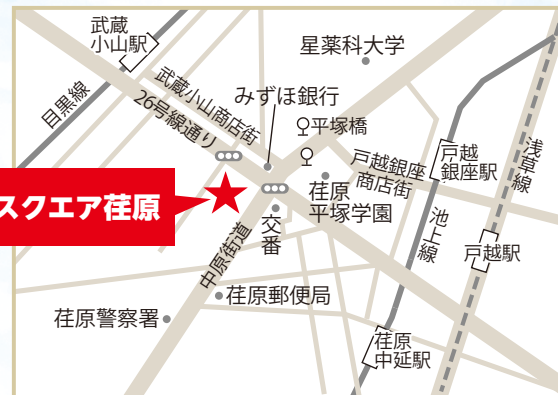 武蔵
小山駅
星薬科大学
目黒線
武蔵小山商店街
26号線通り
みずほ銀行
平塚橋
戸越銀座
商店街
戸越
銀座駅
浅草線
スクエア荏原
荏原
平塚学園
交番
池上線
戸越駅
中原街道
荏原郵便局
荏原警察署
荏原
中延駅